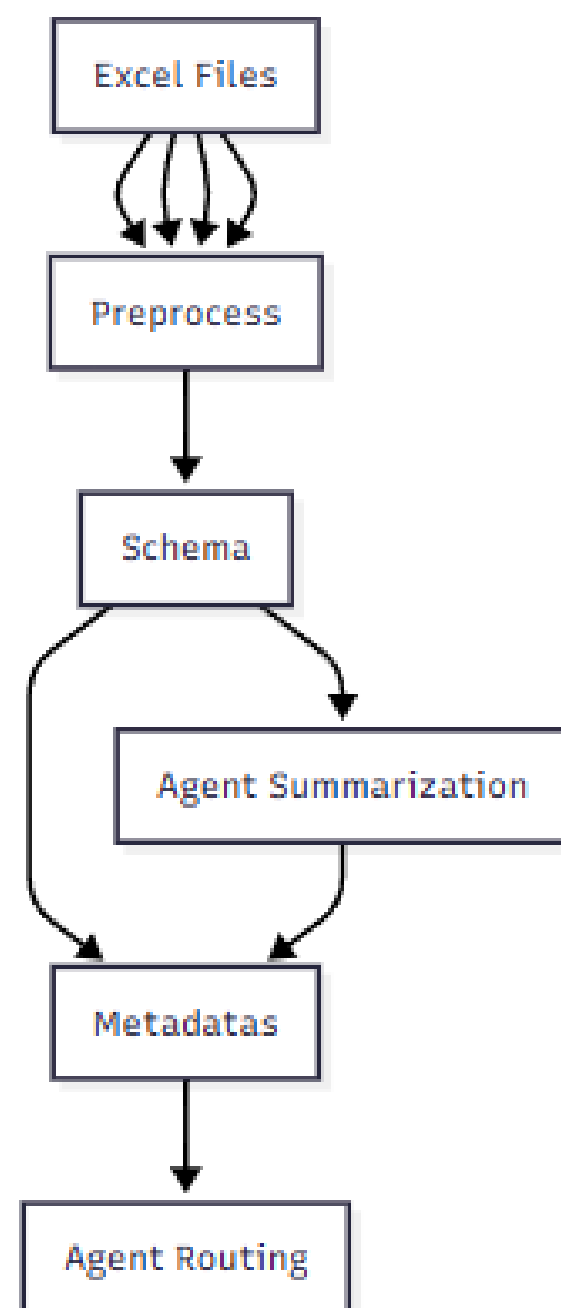 Excel Files
Preprocess
Schema
Agent Summarization
Metadatas
Agent Routing